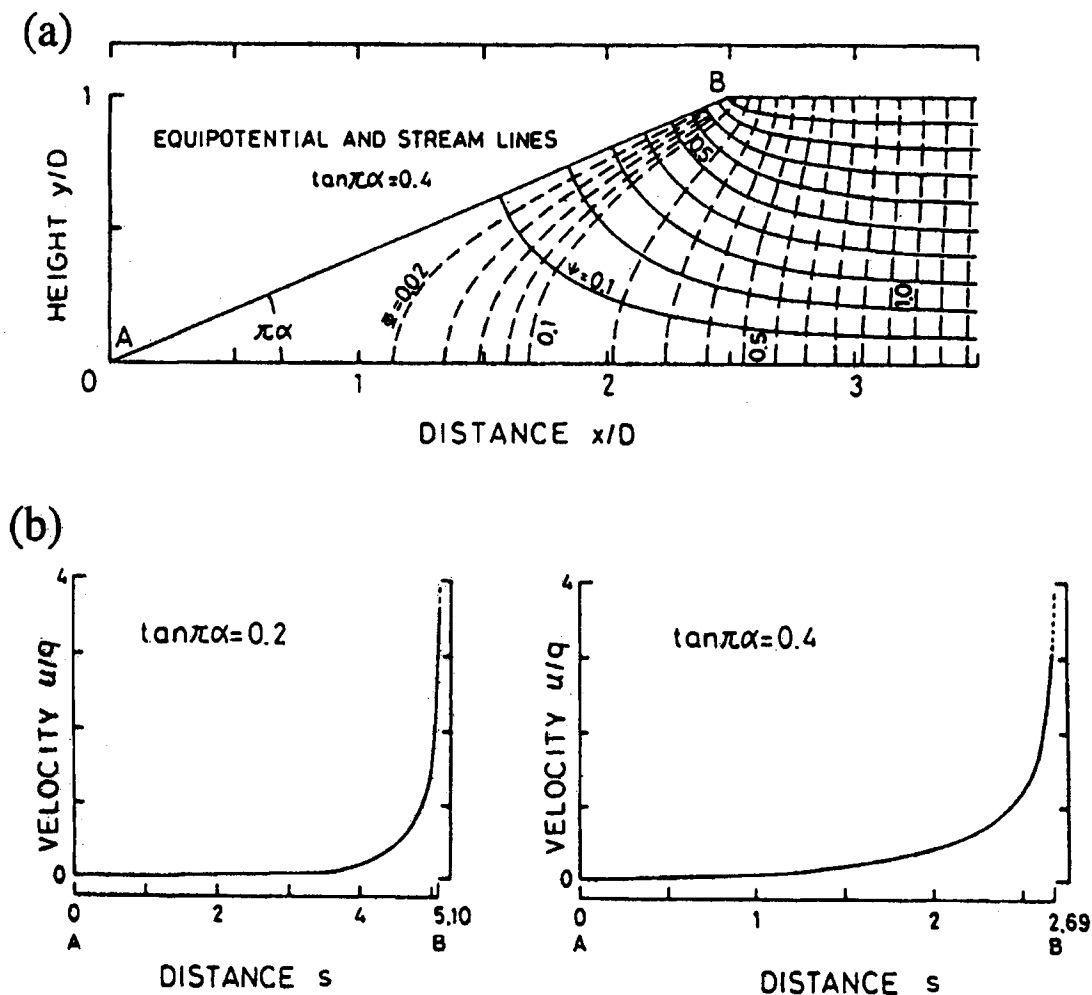 (a)
B
1
EQUIPOTENTIAL AND STREAM LINES
tanπα=0.4
HEIGHT y/D
φ=0.02
ψ=0.1
0.5
0.1
0.5
1.0
A
πα
0 1 2 3
DISTANCE x/D
(b)
4
tanπα=0.2
VELOCITY u/q
0
0 2 4 5.10
A B
DISTANCE s
4
tanπα=0.4
VELOCITY u/q
0
0 1 2 2.69
A B
DISTANCE s